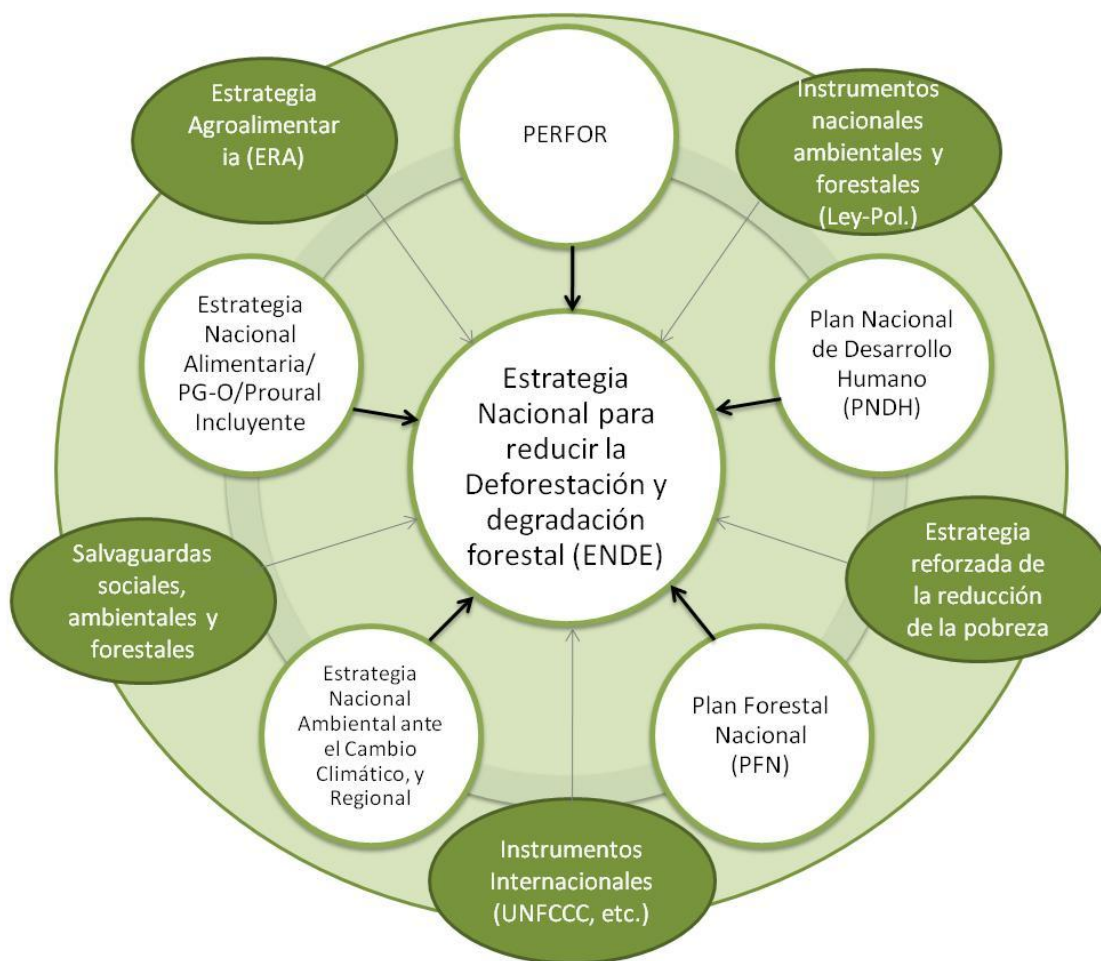 Estrategia
Agroalimentar
ia (ERA)
PERFOR
Instrumentos
nacionales
ambientales y
forestales
(Ley-Pol.)
Estrategia
Nacional
Alimentaria/
PG-O/Proural
Incluyente
Plan Nacional
de Desarrollo
Humano
(PNDH)
Estrategia
Nacional para
reducir la
Deforestación y
degradación
forestal (ENDE)
Salvaguardas
sociales,
ambientales y
forestales
Estrategia
reforzada de
la reducción
de la pobreza
Estrategia
Nacional
Ambiental ante
el Cambio
Climático, y
Regional
Plan Forestal
Nacional
(PFN)
Instrumentos
Internacionales
(UNFCCC, etc.)